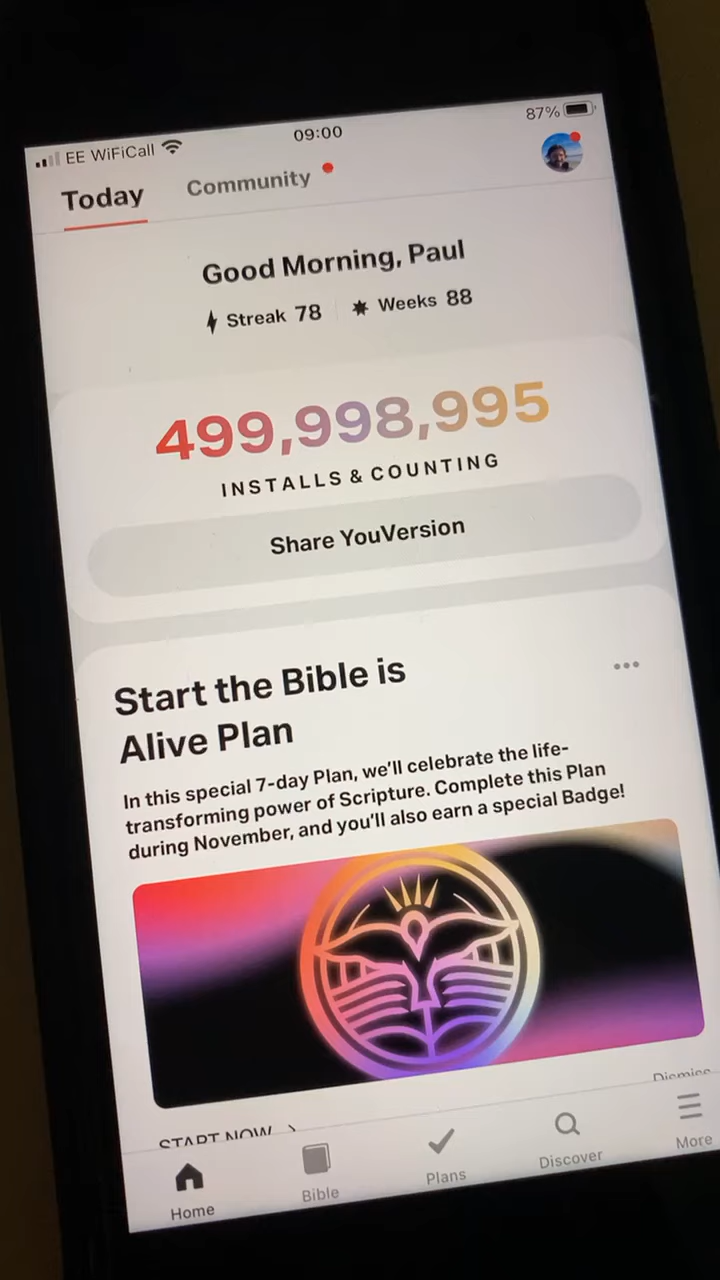 EE WiFiCall 09:00 87%
Today Community
Good Morning, Paul
Streak 78 Weeks 88
499,998,995
INSTALLS & COUNTING
Share YouVersion
Start the Bible is
Alive Plan
In this special 7-day Plan, we'll celebrate the life-
transforming power of Scripture. Complete this Plan
during November, and you'll also earn a special Badge!
Dismiss
START NOW
Home Bible Plans Discover More